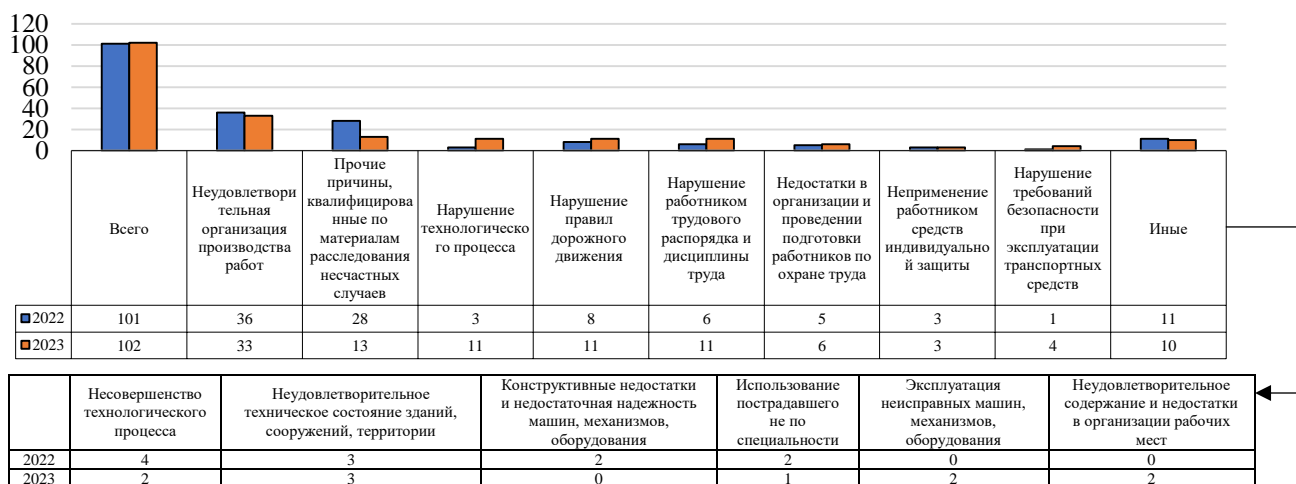 120
100
80
60
40
20
0
Всего
Неудовлетвори
тельная
организация
производства
работ
Прочие
причины,
квалифицирова
нные по
материалам
расследования
несчастных
случаев
Нарушение
технологическо
го процесса
Нарушение
правил
дорожного
движения
Нарушение
работником
трудового
распорядка и
дисциплины
труда
Недостатки в
организации и
проведении
подготовки
работников по
охране труда
Неприменение
работником
средств
индивидуально
й защиты
Нарушение
требований
безопасности
при
эксплуатации
транспортных
средств
Иные
2022 101 36 28 3 8 6 5 3 1 11
2023 102 33 13 11 11 11 6 3 4 10
Несовершенство
технологического
процесса
Неудовлетворительное
техническое состояние зданий,
сооружений, территории
Конструктивные недостатки
и недостаточная надежность
машин, механизмов,
оборудования
Использование
пострадавшего
не по
специальности
Эксплуатация
неисправных машин,
механизмов,
оборудования
Неудовлетворительное
содержание и недостатки
в организации рабочих
мест
2022 4 3 2 2 0 0
2023 2 3 0 1 2 2